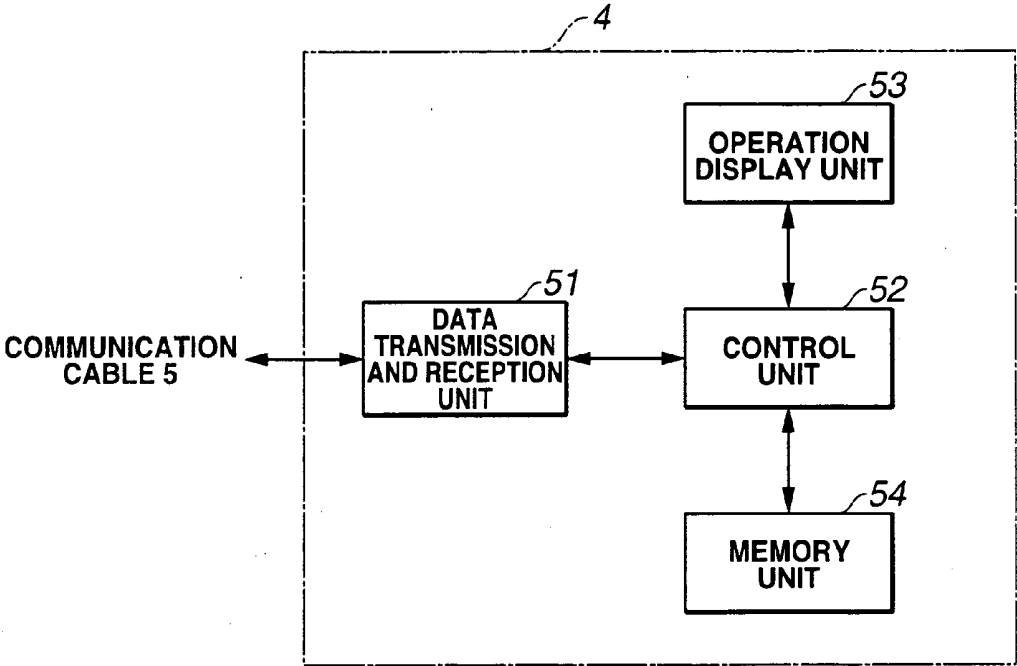 4
53
OPERATION
DISPLAY UNIT
51
DATA
TRANSMISSION
AND RECEPTION
UNIT
52
CONTROL
UNIT
COMMUNICATION
CABLE 5
54
MEMORY
UNIT